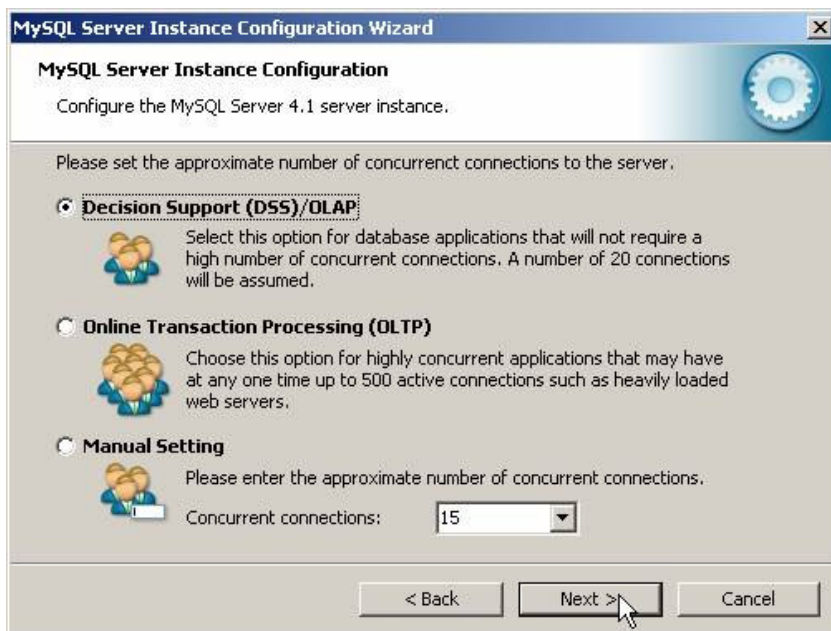 MySQL Server Instance Configuration Wizard
MySQL Server Instance Configuration
Configure the MySQL Server 4.1 server instance.
Please set the approximate number of concurrenct connections to the server.
Decision Support (DSS)/OLAP
Select this option for database applications that will not require a
high number of concurrent connections. A number of 20 connections
will be assumed.
Online Transaction Processing (OLTP)
Choose this option for highly concurrent applications that may have
at any one time up to 500 active connections such as heavily loaded
web servers.
Manual Setting
Please enter the approximate number of concurrent connections.
Concurrent connections: 15
< Back Next > Cancel